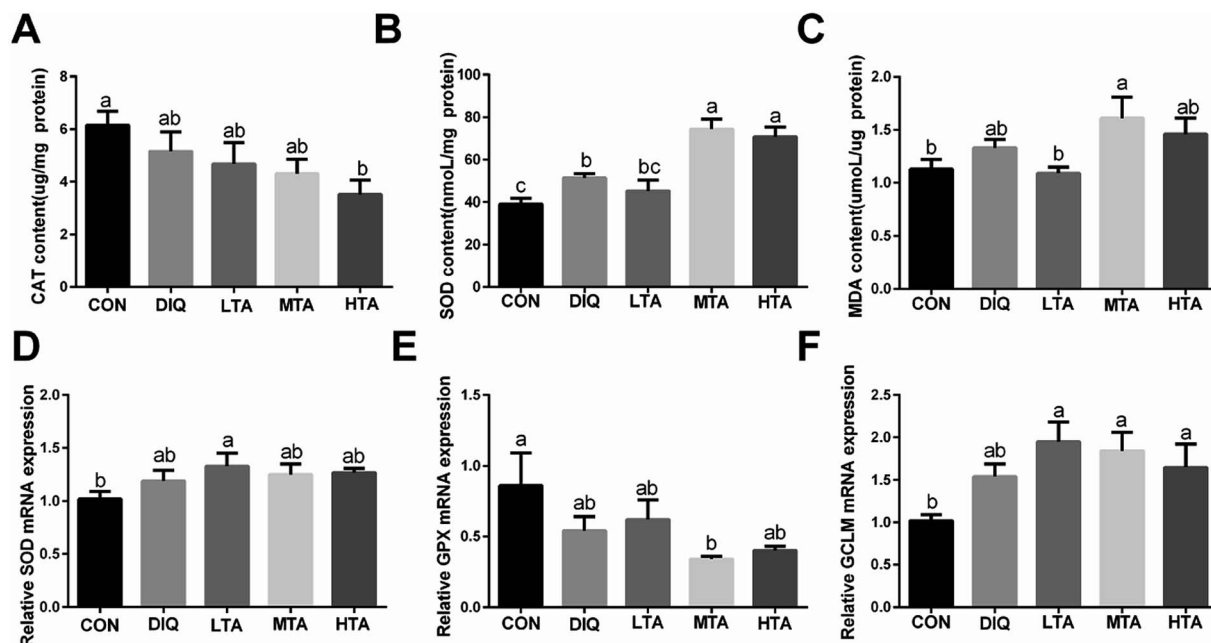 A
CAT content(ug/mg protein)
8
6
4
2
0
a
ab
ab
ab
b
CON DIQ LTA MTA HTA
B
SOD content(nmoL/mg protein)
100
80
60
40
20
0
c
b
bc
a
a
CON DIQ LTA MTA HTA
C
MDA content(umoL/ug protein)
2.0
1.5
1.0
0.5
0.0
b
ab
b
a
ab
CON DIQ LTA MTA HTA
D
Relative SOD mRNA expression
2.0
1.5
1.0
0.5
0.0
b
ab
a
ab
ab
CON DIQ LTA MTA HTA
E
Relative GPX mRNA expression
1.5
1.0
0.5
0.0
a
ab
ab
b
ab
CON DIQ LTA MTA HTA
F
Relative GCLM mRNA expression
2.5
2.0
1.5
1.0
0.5
0.0
b
ab
a
a
a
CON DIQ LTA MTA HTA